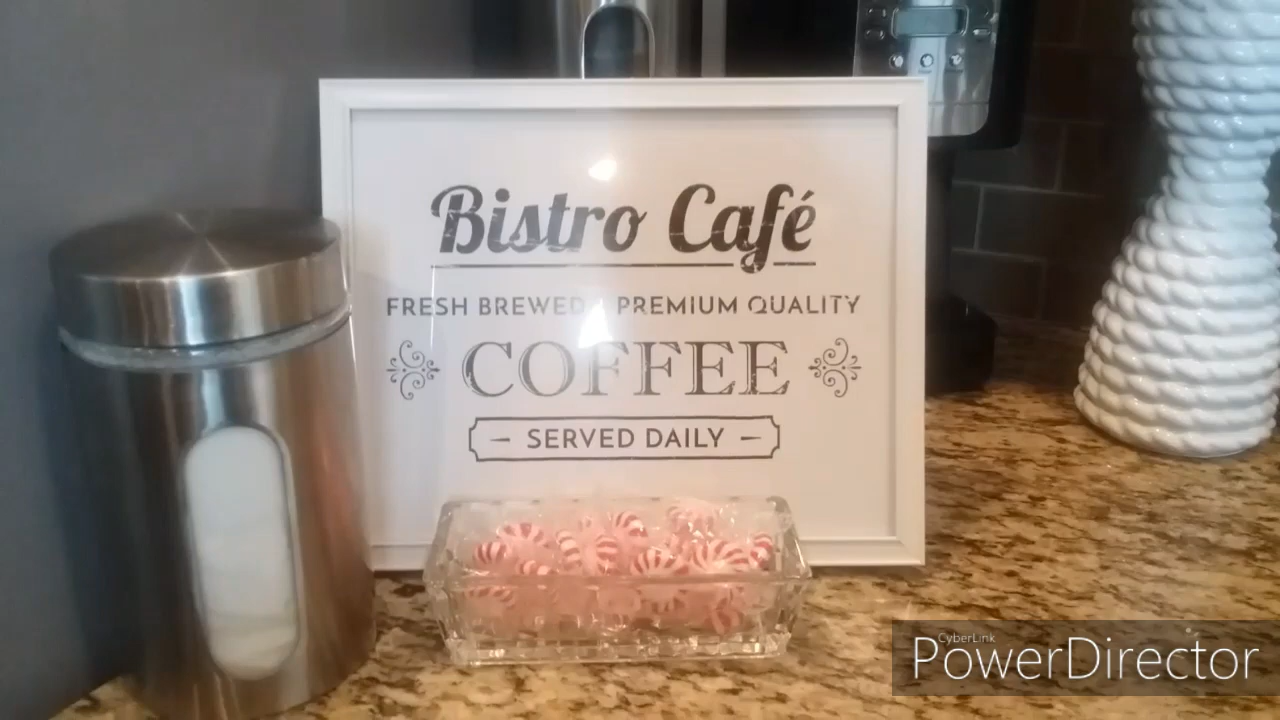 Bistro Café
FRESH BREWED PREMIUM QUALITY
COFFEE
SERVED DAILY
CyberLink
PowerDirector